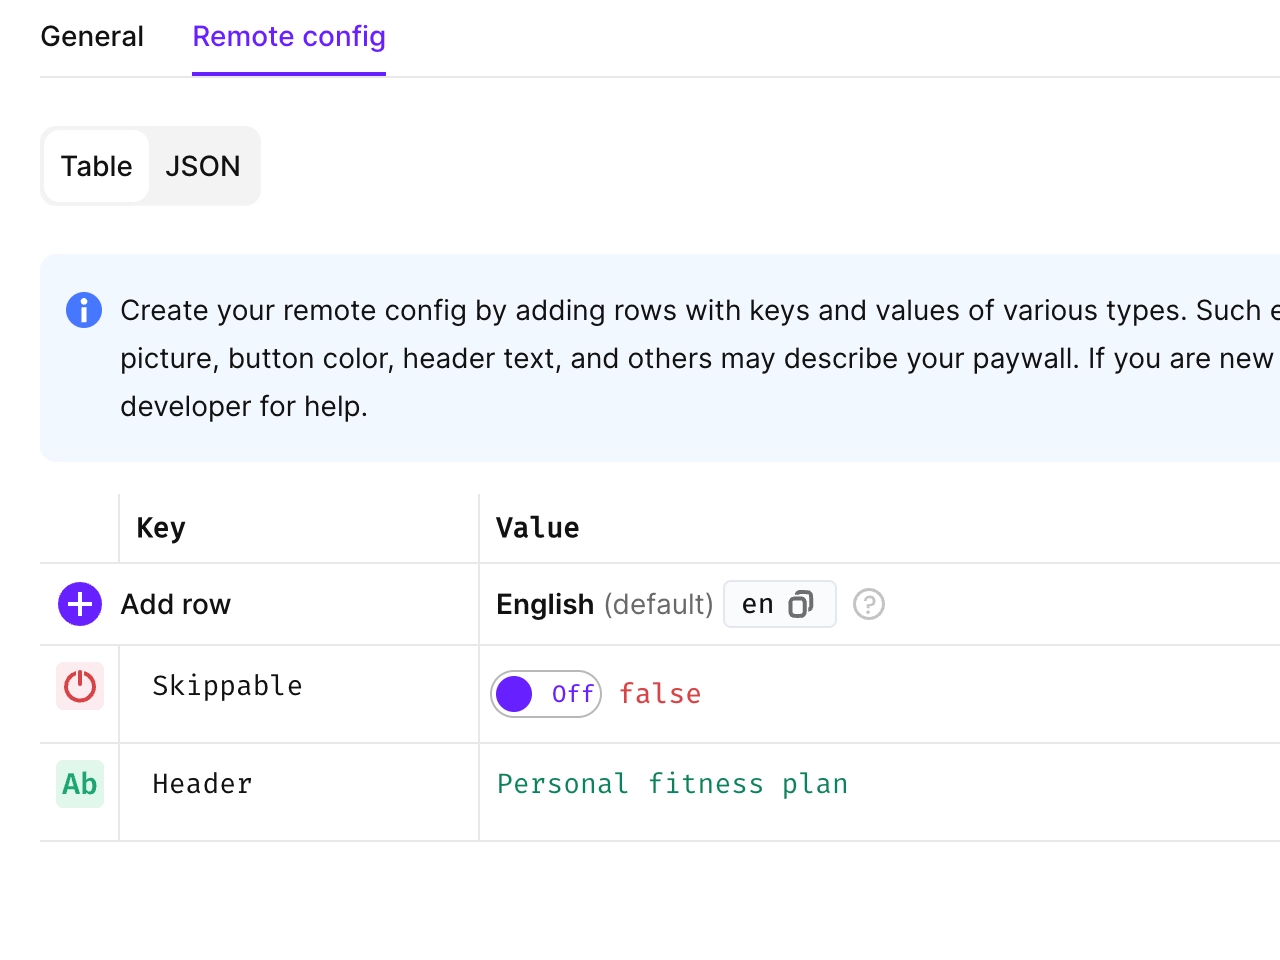 General Remote config
Table JSON
Create your remote config by adding rows with keys and values of various types. Such
picture, button color, header text, and others may describe your paywall. If you are new
developer for help.
Key Value
Add row English (default) en
Skippable Off false
Ab Header Personal fitness plan